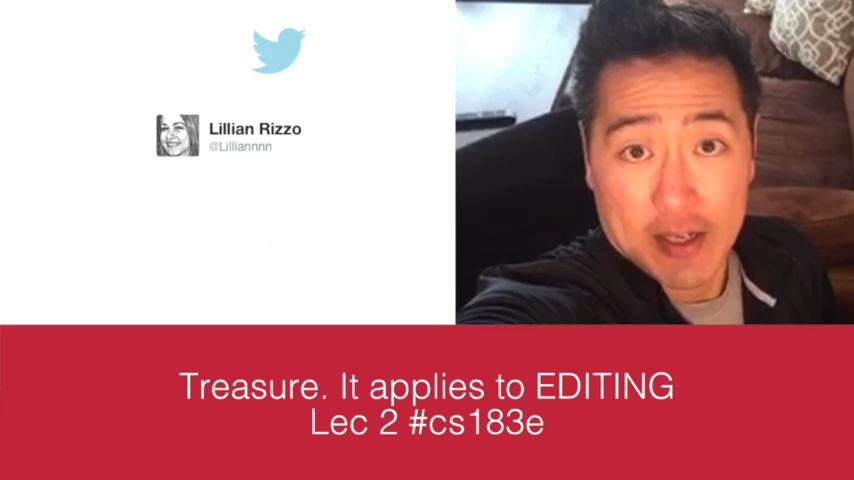 Lillian Rizzo
@Lilliannnn
Treasure. It applies to EDITING
Lec 2 #cs183e